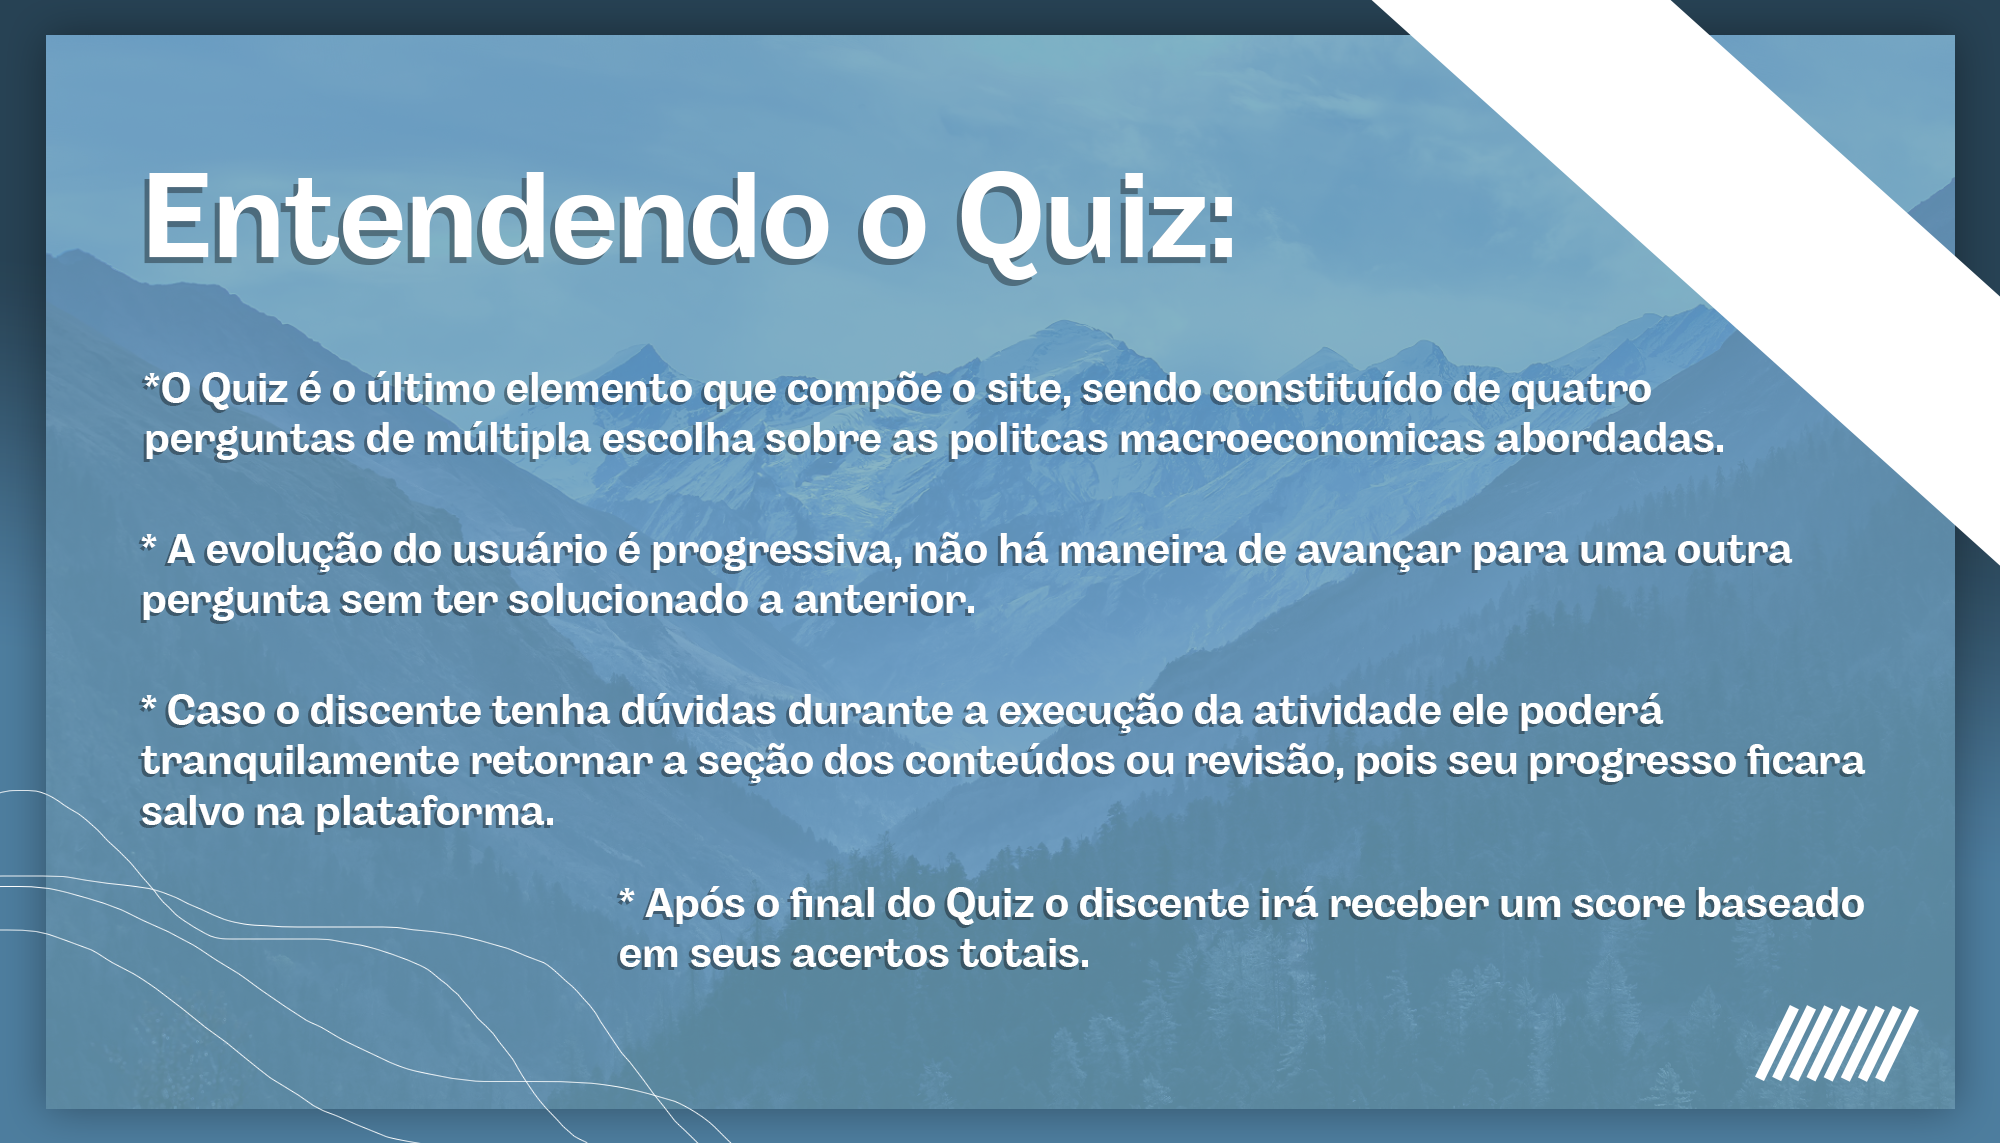 Entendendo o Quiz:
*O Quiz é o último elemento que compõe o site, sendo constituído de quatro
perguntas de múltipla escolha sobre as politcas macroeconomicas abordadas.
* A evolução do usuário é progressiva, não há maneira de avançar para uma outra
pergunta sem ter solucionado a anterior.
* Caso o discente tenha dúvidas durante a execução da atividade ele poderá
tranquilamente retornar a seção dos conteúdos ou revisão, pois seu progresso ficara
salvo na plataforma.
* Após o final do Quiz o discente irá receber um score baseado
em seus acertos totais.